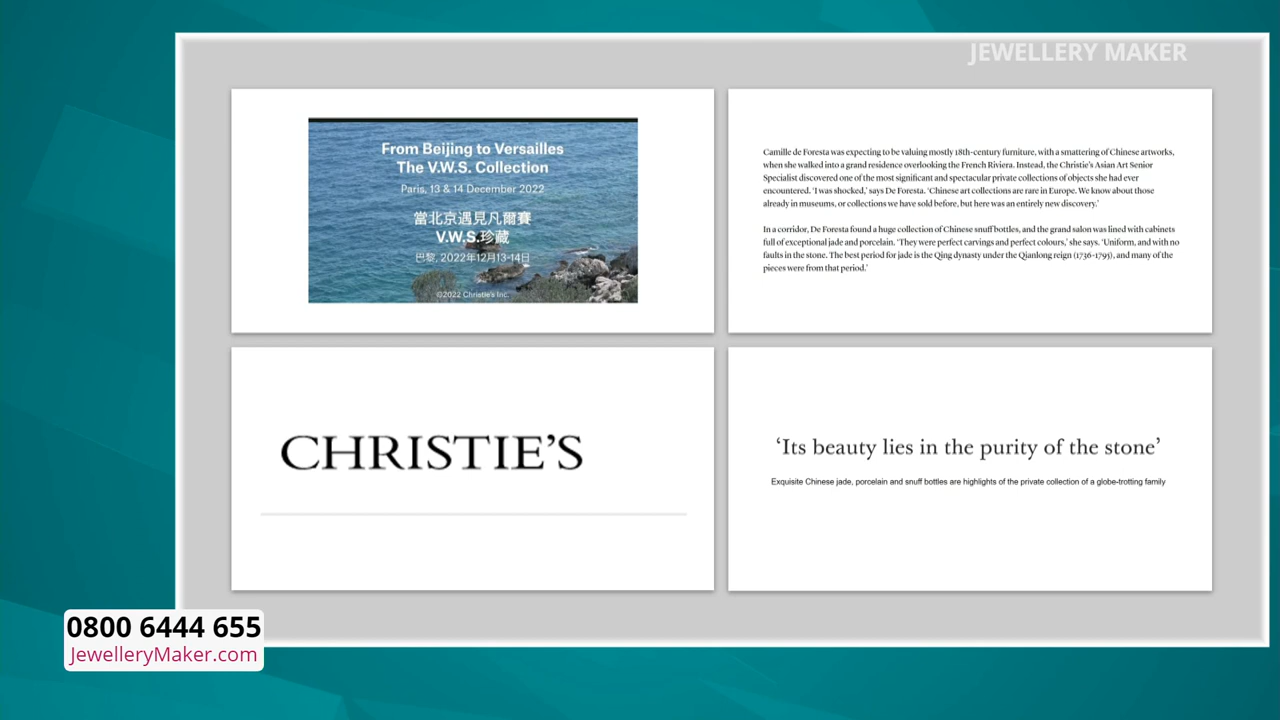 JEWELLERY MAKER
From Beijing to Versailles
The V.W.S. Collection
Paris, 13 & 14 December 2022
當北京遇見凡爾賽
V.W.S.珍藏
巴黎, 2022年12月13-14日
©2022 Christie's Inc.
Camille de Foresta was expecting to be valuing mostly 18th-century furniture, with a smattering of Chinese artworks,
when she walked into a grand residence overlooking the French Riviera. Instead, the Christie's Asian Art Senior
Specialist discovered one of the most significant and spectacular private collections of objects she had ever
encountered. 'I was shocked,' says De Foresta. 'Chinese art collections are rare in Europe. We know about those
already in museums, or collections we have sold before, but here was an entirely new discovery.'
In a corridor, De Foresta found a huge collection of Chinese snuff bottles, and the grand salon was lined with cabinets
full of exceptional jade and porcelain. 'They were perfect carvings and perfect colours,' she says. 'Uniform, and with no
faults in the stone. The best period for jade is the Qing dynasty under the Qianlong reign (1736-1795), and many of the
pieces were from that period.'
CHRISTIE'S
'Its beauty lies in the purity of the stone'
Exquisite Chinese jade, porcelain and snuff bottles are highlights of the private collection of a globe-trotting family
0800 6444 655
JewelleryMaker.com